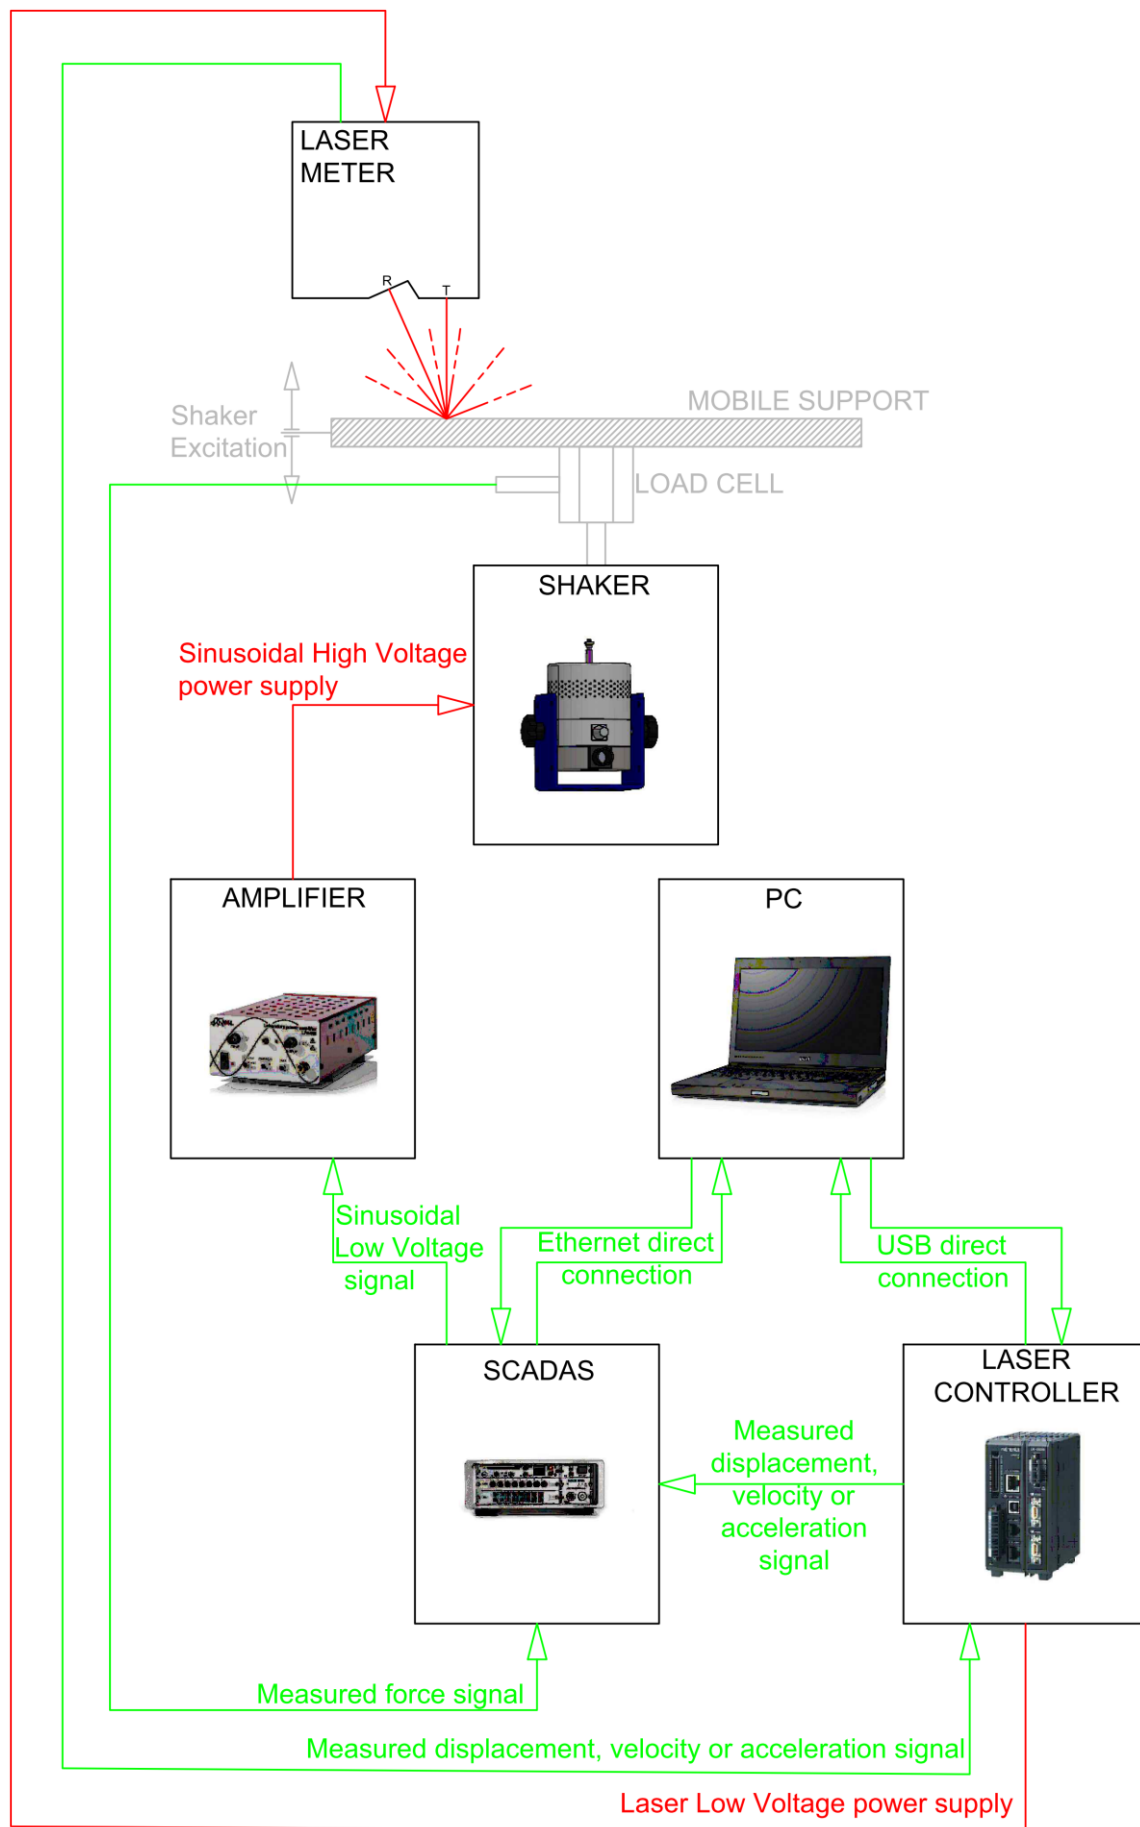 LASER
METER
R
T
MOBILE SUPPORT
Shaker
Excitation
LOAD CELL
SHAKER
Sinusoidal High Voltage
power supply
AMPLIFIER
PC
Sinusoidal
Low Voltage
signal
Ethernet direct
connection
USB direct
connection
SCADAS
LASER
CONTROLLER
Measured
displacement,
velocity or
acceleration
signal
Measured force signal
Measured displacement, velocity or acceleration signal
Laser Low Voltage power supply